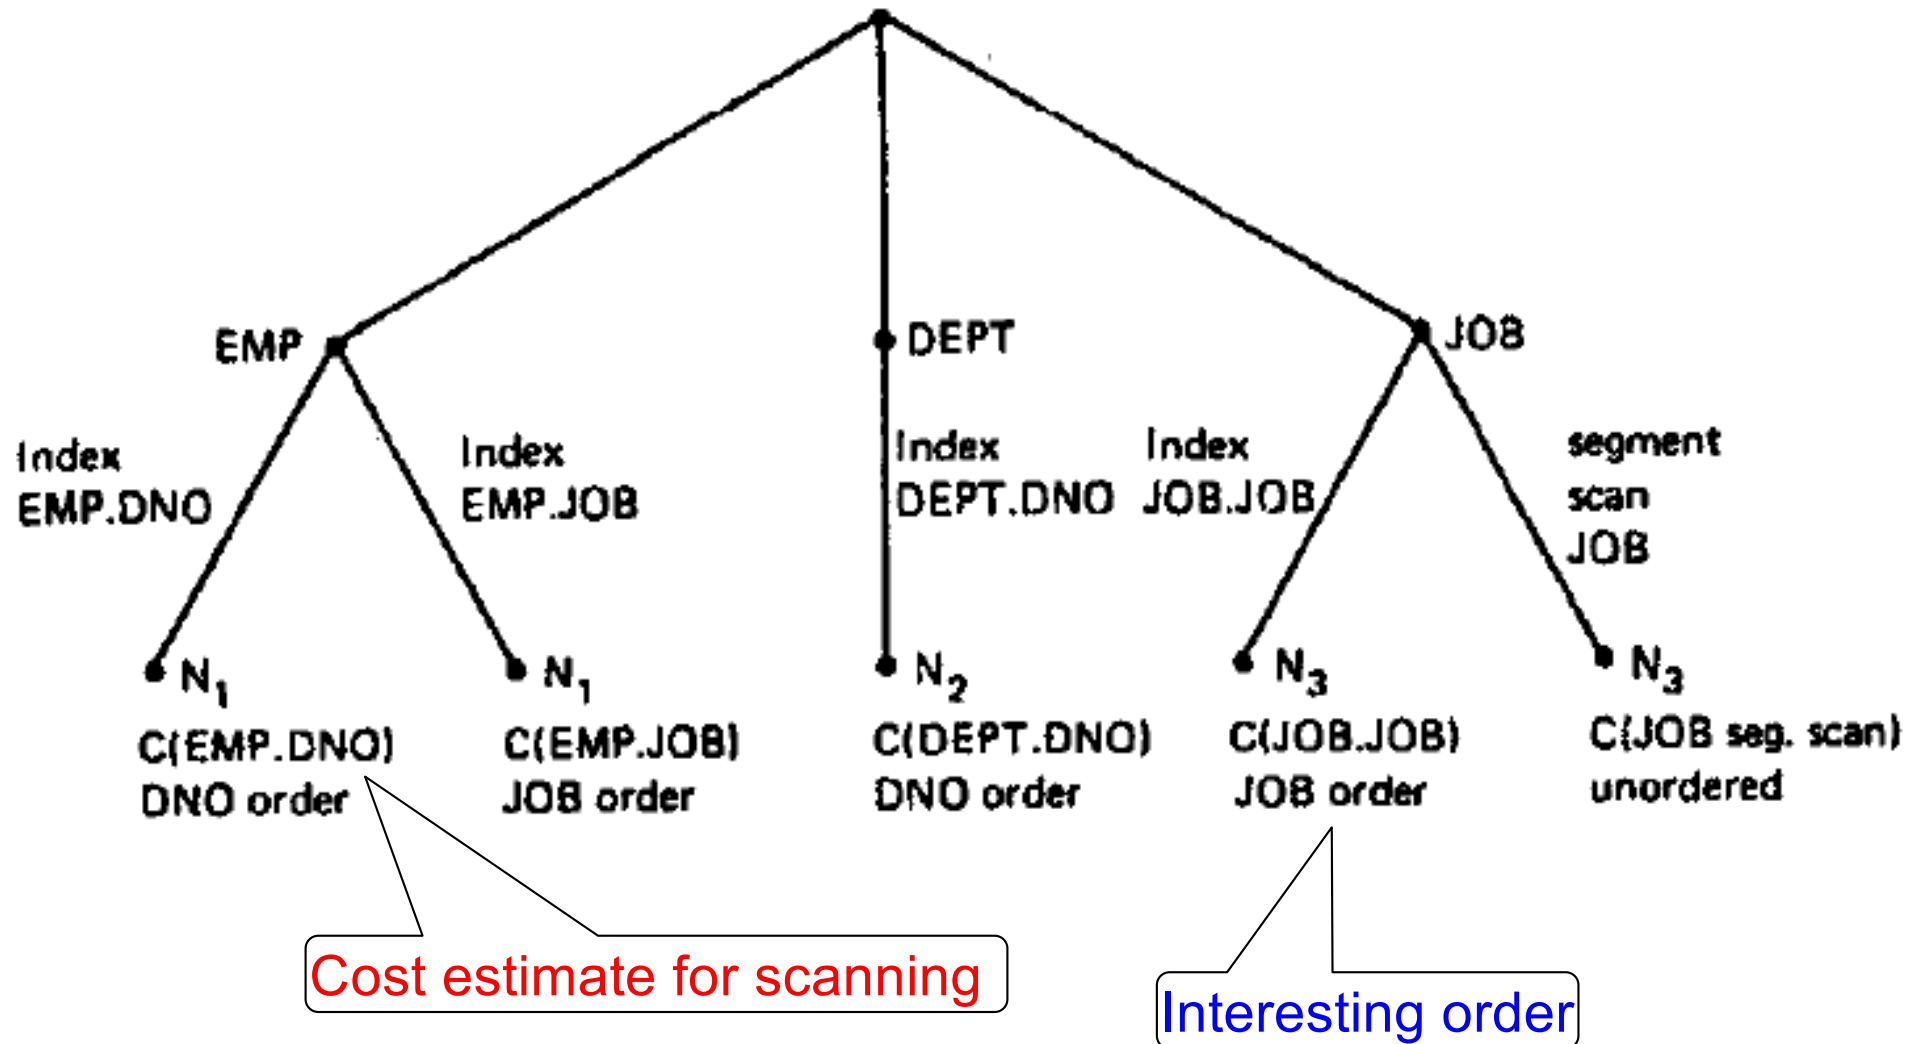 EMP
DEPT
JOB
Index
EMP.DNO
Index
EMP.JOB
Index
DEPT.DNO
Index
JOB.JOB
segment
scan
JOB
N1
C(EMP.DNO)
DNO order
N1
C(EMP.JOB)
JOB order
N2
C(DEPT.DNO)
DNO order
N3
C(JOB.JOB)
JOB order
N3
C(JOB seg. scan)
unordered
Cost estimate for scanning
Interesting order